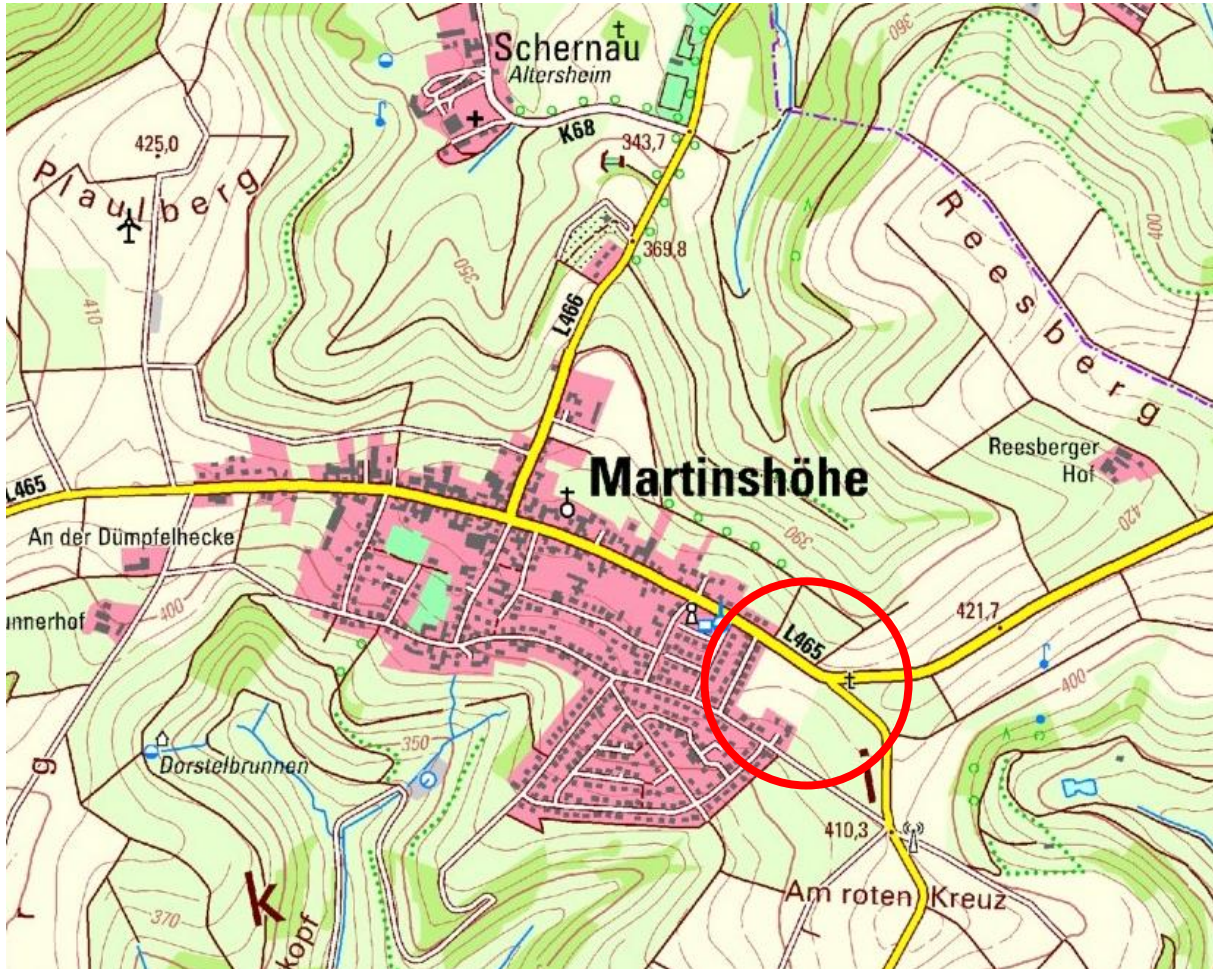 Schernau
Altersheim
360
K68
343,7
425,0
Plaulberg
Reesberg
400
369,8
350
410
L466
Reesberger
Hof
Martinshöhe
L465
420
An der Dümpfelhecke
390
400
unnerhof
L465
421,7
400
350
Dorstelbrunnen
410,3
Am roten Kreuz
K
370
kopf
g
r